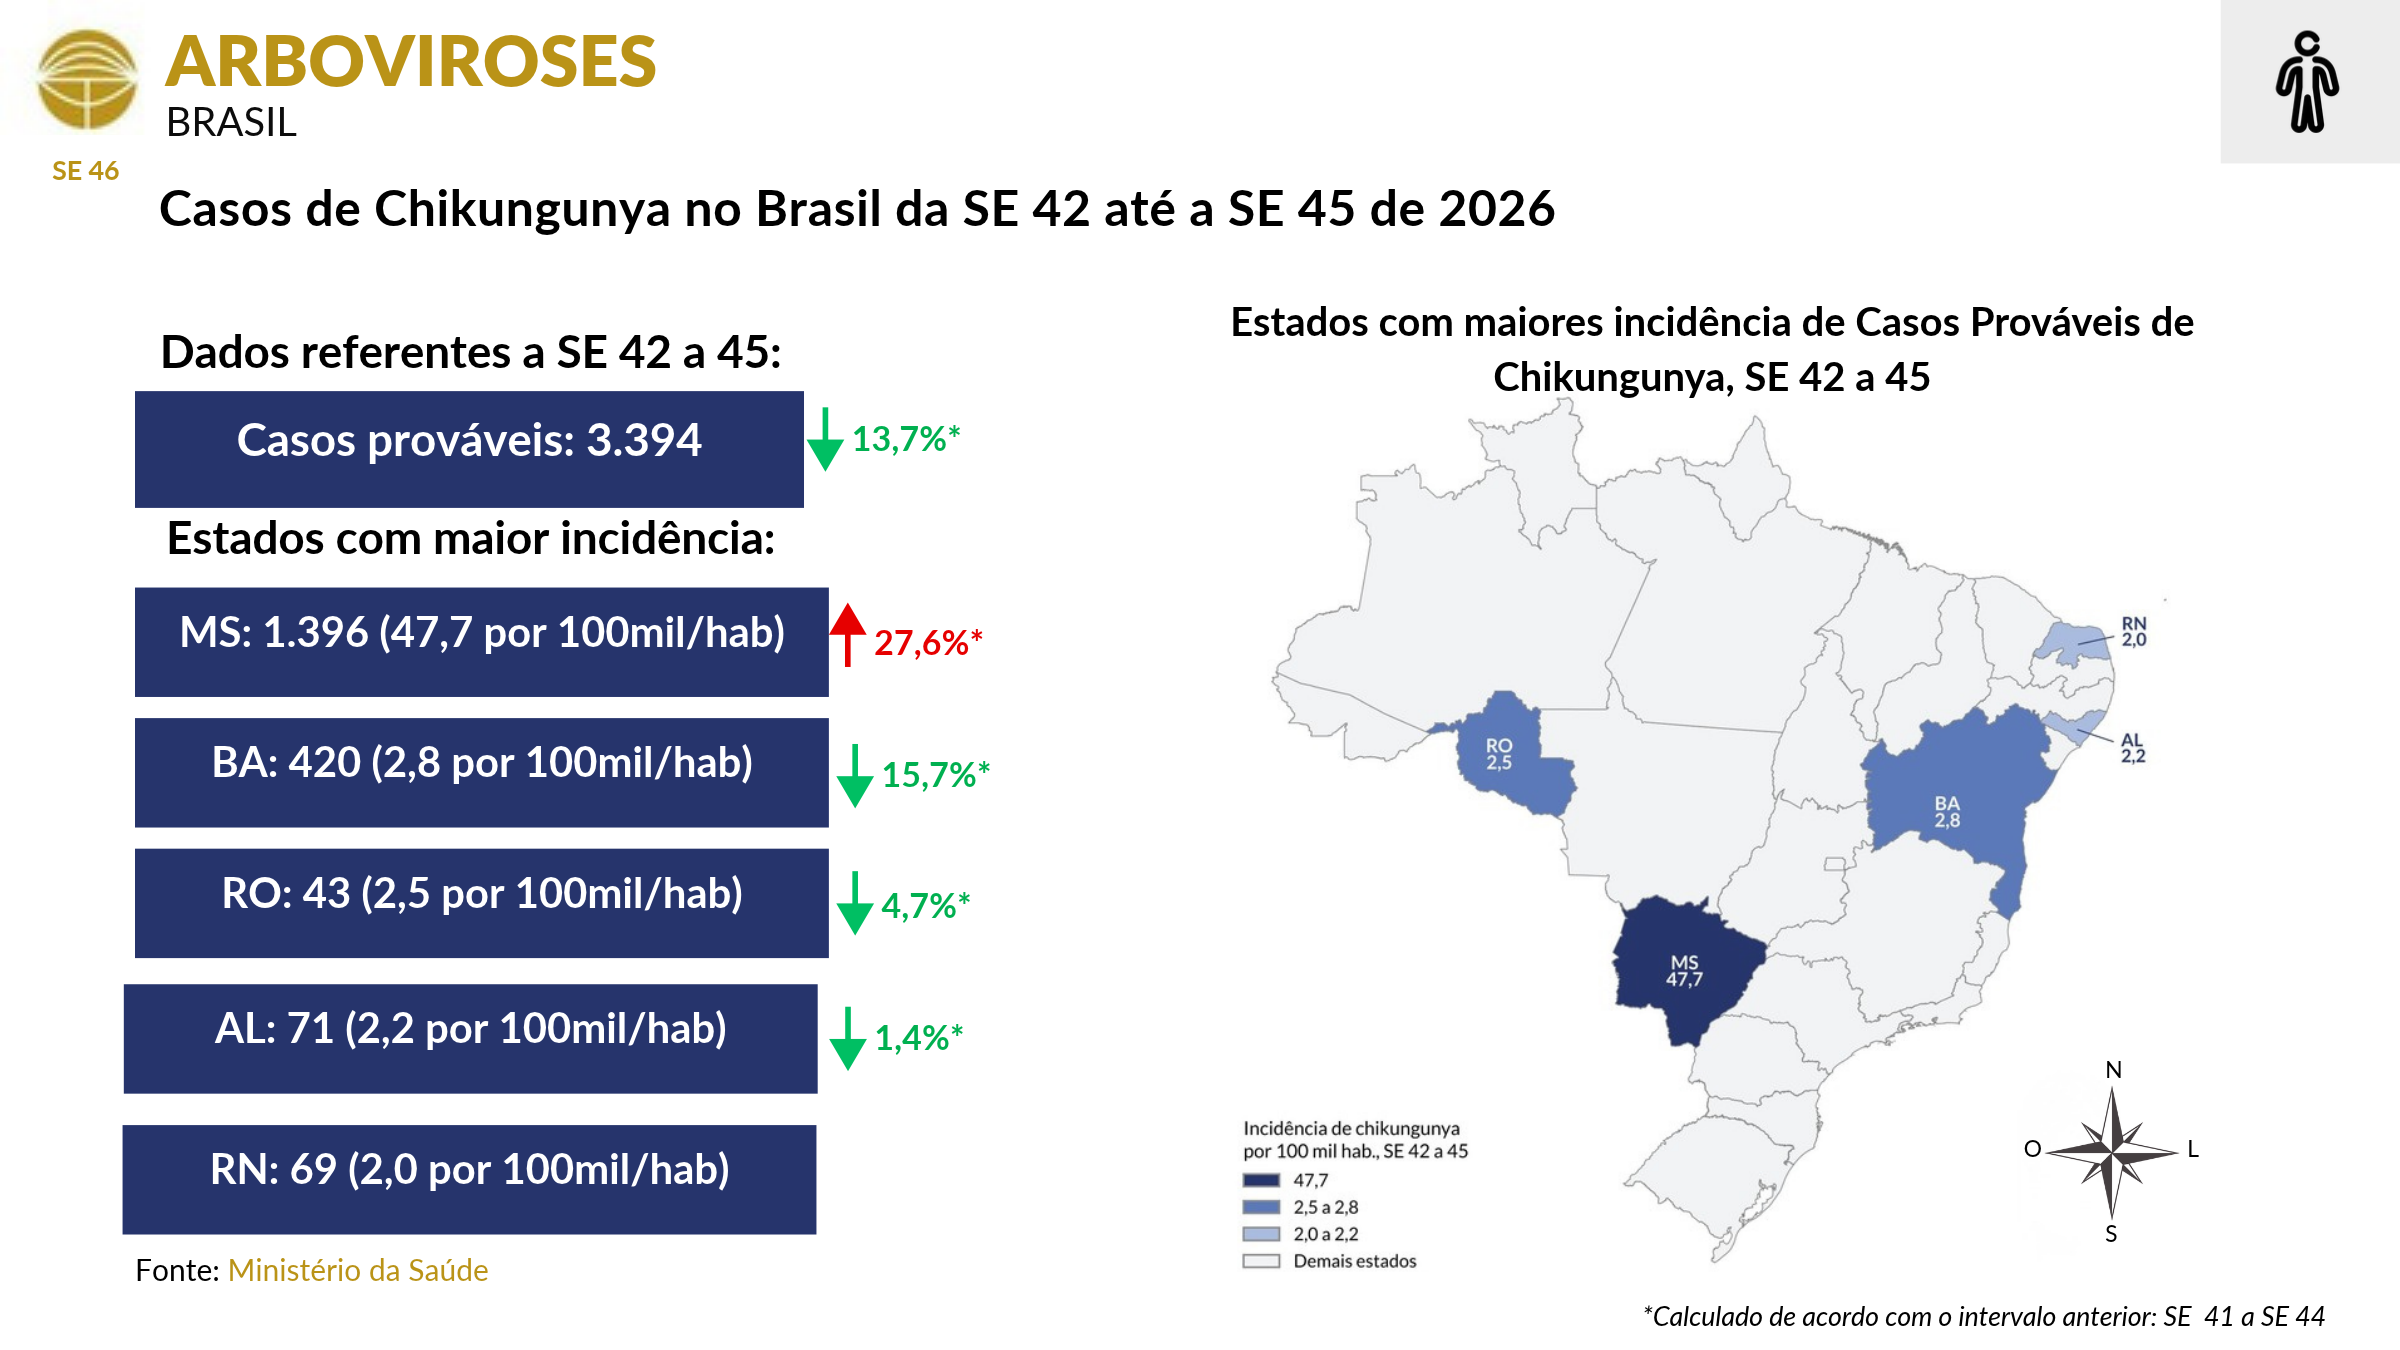 ARBOVIROSES
BRASIL
SE 46
Casos de Chikungunya no Brasil da SE 42 até a SE 45 de 2026
Dados referentes a SE 42 a 45:
Casos prováveis: 3.394
13,7%*
Estados com maior incidência:
MS: 1.396 (47,7 por 100mil/hab)
27,6%*
BA: 420 (2,8 por 100mil/hab)
15,7%*
RO: 43 (2,5 por 100mil/hab)
4,7%*
AL: 71 (2,2 por 100mil/hab)
1,4%*
RN: 69 (2,0 por 100mil/hab)
Fonte: Ministério da Saúde
Estados com maiores incidência de Casos Prováveis de
Chikungunya, SE 42 a 45
RN
2,0
AL
2,2
RO
2,5
BA
2,8
MS
47,7
Incidência de chikungunya
por 100 mil hab., SE 42 a 45
47,7
2,5 a 2,8
2,0 a 2,2
Demais estados
N
O
L
S
*Calculado de acordo com o intervalo anterior: SE 41 a SE 44